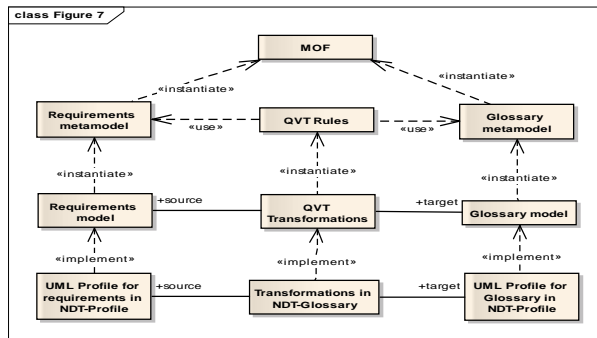 class Figure 7
MOF
«instantiate»
«instantiate»
Requirements
metamodel
QVT Rules
Glossary
metamodel
«use»
«use»
«instantiate»
«instantiate»
«instantiate»
Requirements
model
+source
QVT
Transformations
+target
Glossary model
«implement»
«implement»
«implement»
UML Profile for
requirements in
NDT-Profile
+source
Transformations in
NDT-Glossary
+target
UML Profile for
Glossary in
NDT-Profile